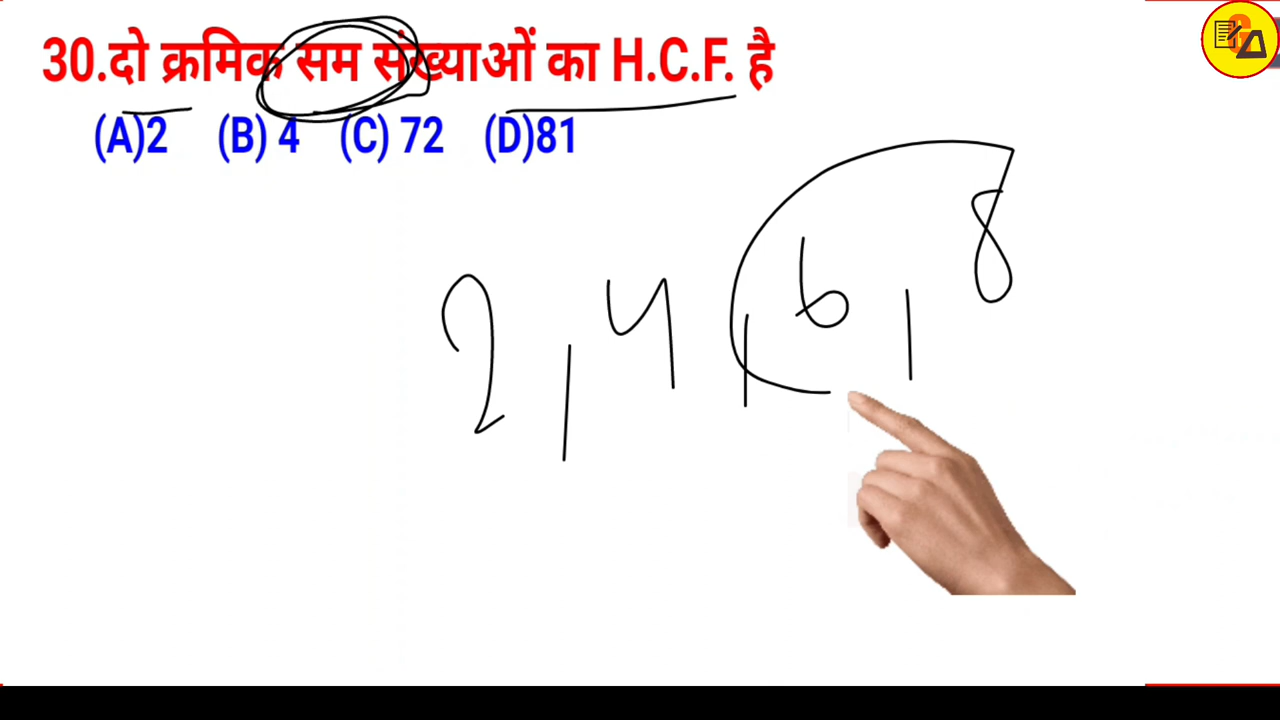 30.दो क्रमिक सम संख्याओं का H.C.F. है
(A)2 (B) 4 (C) 72 (D)81
2, 4, 6, 8